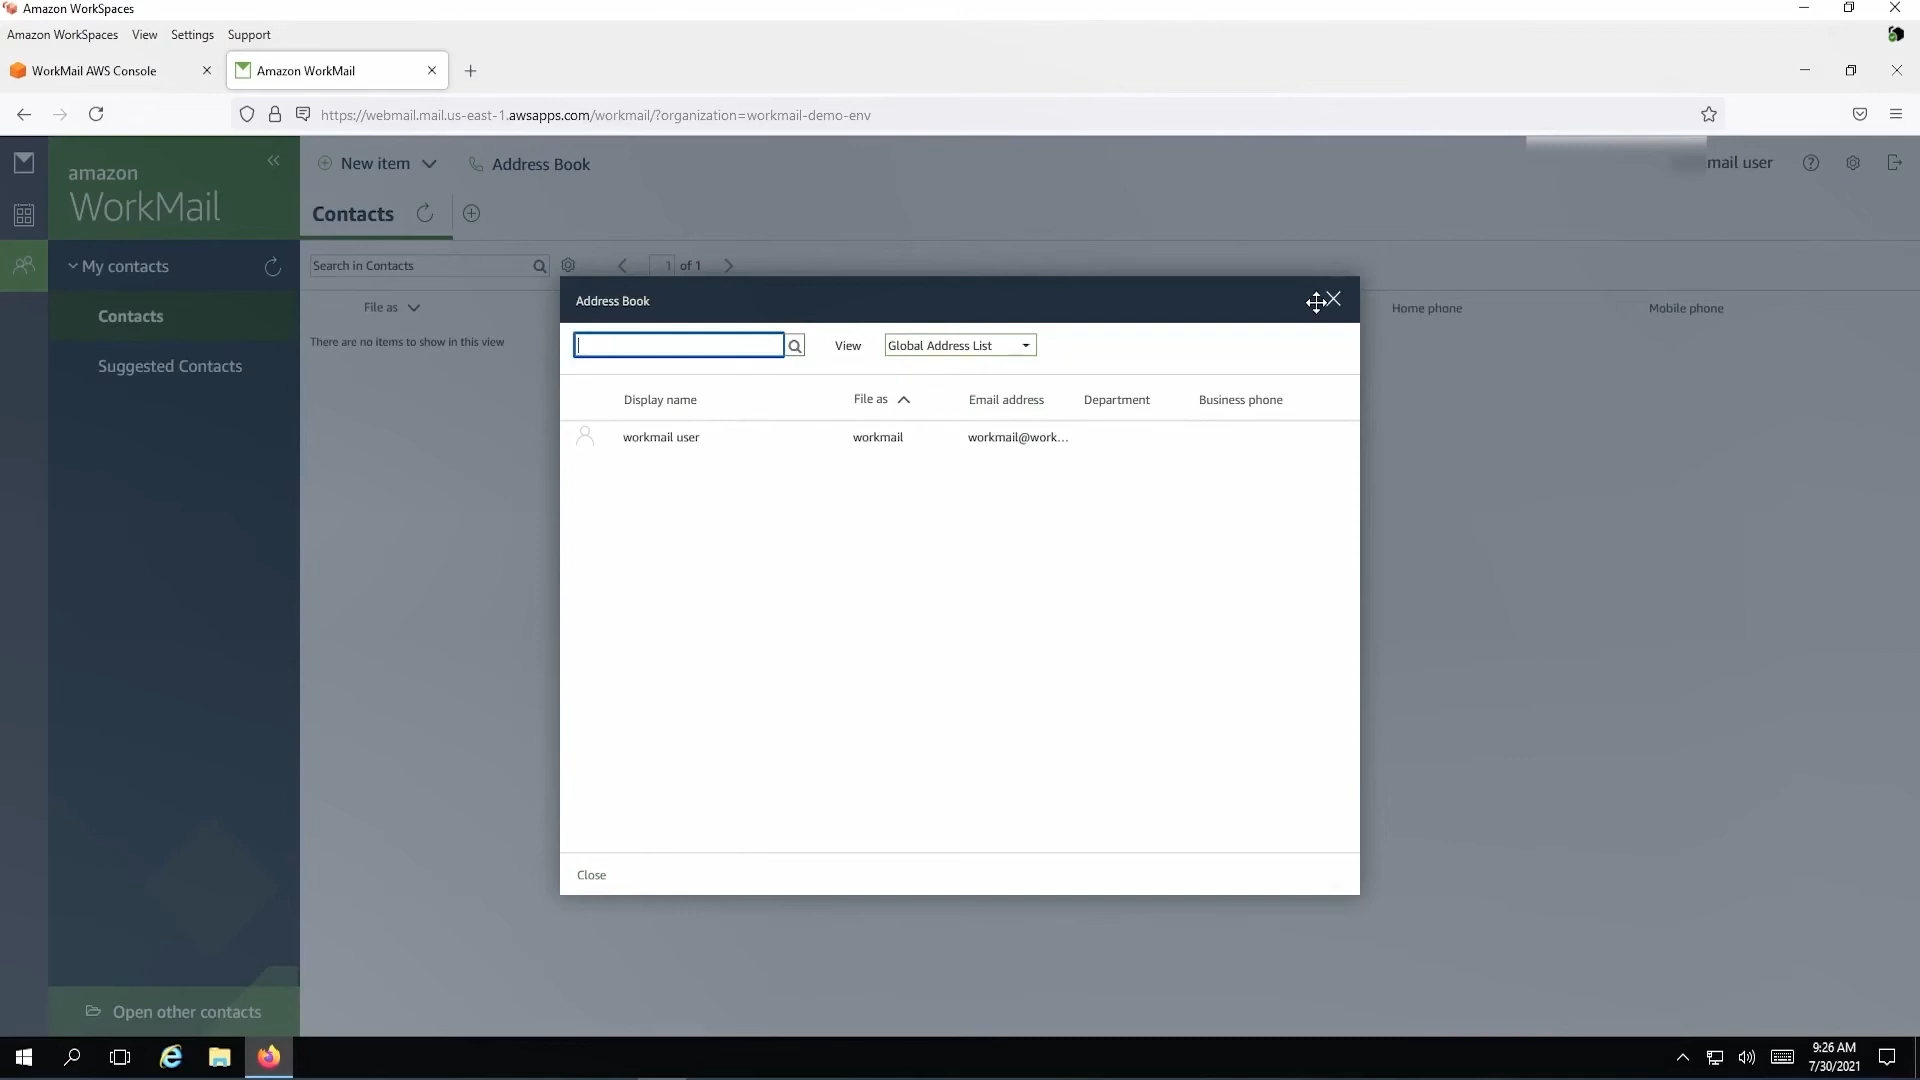 Amazon WorkSpaces
Amazon WorkSpaces View Settings Support
WorkMail AWS Console
Amazon WorkMail
https://webmail.mail.us-east-1.awsapps.com/workmail/?organization=workmail-demo-env
amazon
WorkMail
New item
Address Book
mail user
Contacts
My contacts
Search in Contacts
1 of 1
Contacts
Suggested Contacts
File as
Home phone
Mobile phone
There are no items to show in this view
Address Book
View
Global Address List
Display name
File as
Email address
Department
Business phone
workmail user
workmail
workmail@work...
Close
Open other contacts
9:26 AM
7/30/2021